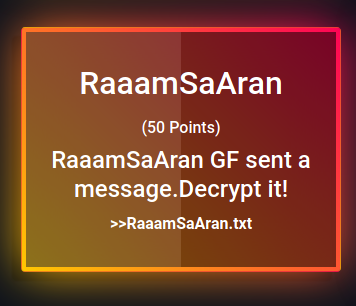 RaaamSaAran
(50 Points)
RaaamSaAran GF sent a
message.Decrypt it!
>>RaaamSaAran.txt